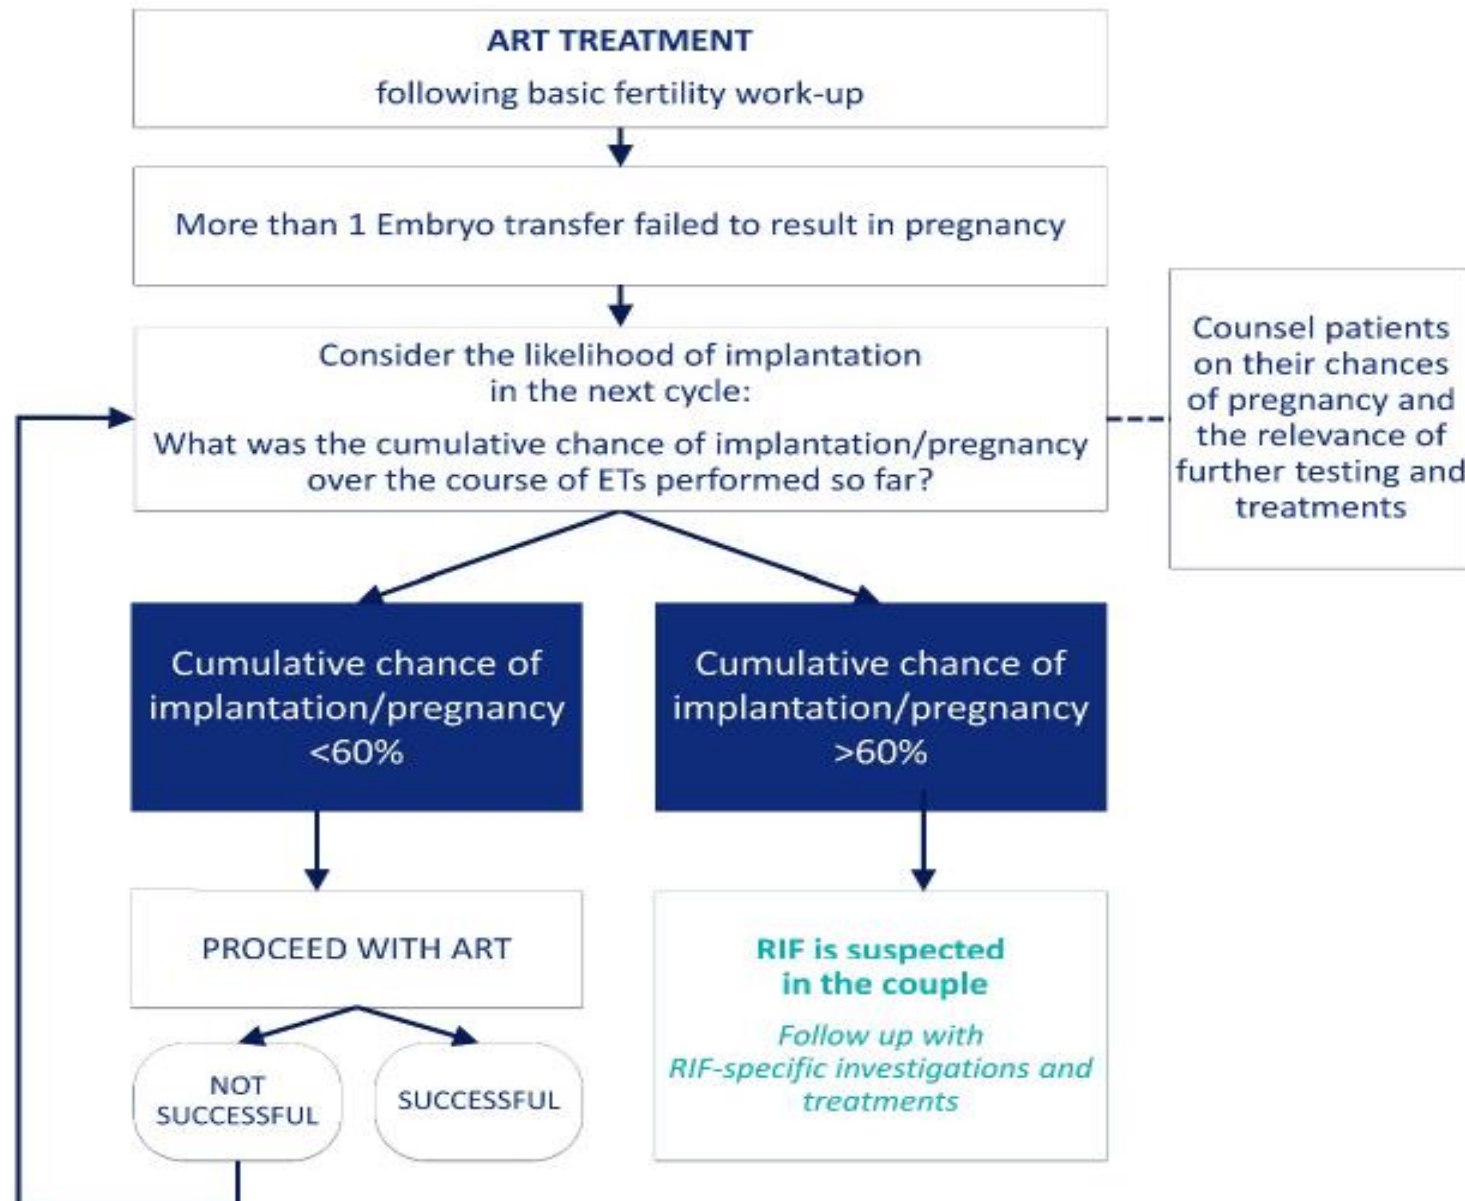 ART TREATMENT
following basic fertility work-up
More than 1 Embryo transfer failed to result in pregnancy
Consider the likelihood of implantation
in the next cycle:
What was the cumulative chance of implantation/pregnancy
over the course of ETs performed so far?
Counsel patients
on their chances
of pregnancy and
the relevance of
further testing and
treatments
Cumulative chance of
implantation/pregnancy
<60%
Cumulative chance of
implantation/pregnancy
>60%
PROCEED WITH ART
NOT
SUCCESSFUL
SUCCESSFUL
RIF is suspected
in the couple
Follow up with
RIF-specific investigations and
treatments